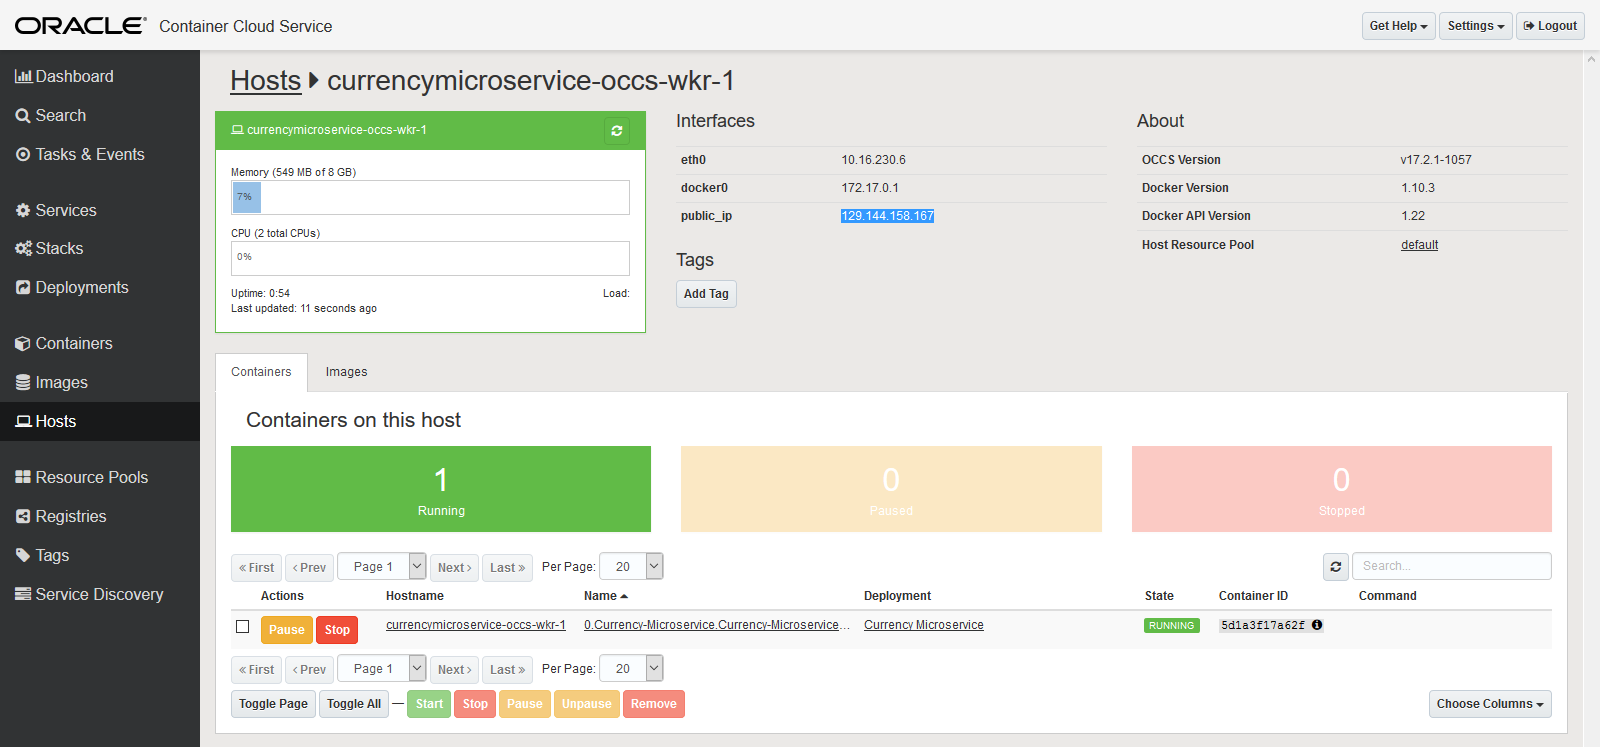 ORACLE® Container Cloud Service
Get Help Settings Logout
Dashboard
Search
Tasks & Events
Services
Stacks
Deployments
Containers
Images
Hosts
Resource Pools
Registries
Tags
Service Discovery
Hosts currencymicroservice-occs-wkr-1
currencymicroservice-occs-wkr-1
Memory (549 MB of 8 GB)
7%
CPU (2 total CPUs)
0%
Uptime: 0:54 Load:
Last updated: 11 seconds ago
Interfaces
eth0 10.16.230.6
docker0 172.17.0.1
public_ip 129.144.158.167
Tags
Add Tag
About
OCCS Version v17.2.1-1057
Docker Version 1.10.3
Docker API Version 1.22
Host Resource Pool default
Containers Images
Containers on this host
1 0 0
Running Paused Stopped
« First ‹ Prev Page 1 Next › Last » Per Page: 20 Search...
Actions Hostname Name Deployment State Container ID Command
Pause Stop currencymicroservice-occs-wkr-1 0.Currency-Microservice.Currency-Microservice... Currency Microservice RUNNING 5d1a3f17a62f
« First ‹ Prev Page 1 Next › Last » Per Page: 20
Toggle Page Toggle All — Start Stop Pause Unpause Remove Choose Columns